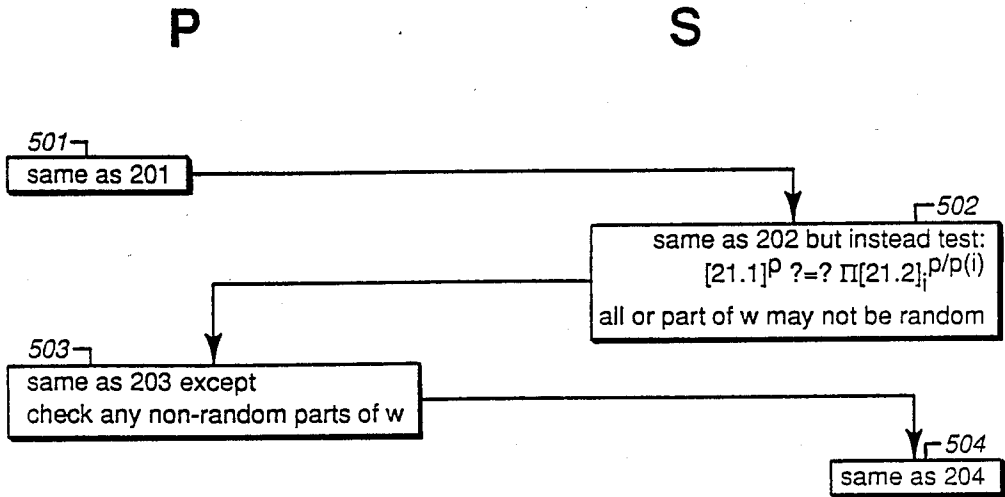 P
S
501
same as 201
502
same as 202 but instead test:
[21.1]^p ?=? Π[21.2]_i^p/p(i)
all or part of w may not be random
503
same as 203 except
check any non-random parts of w
504
same as 204